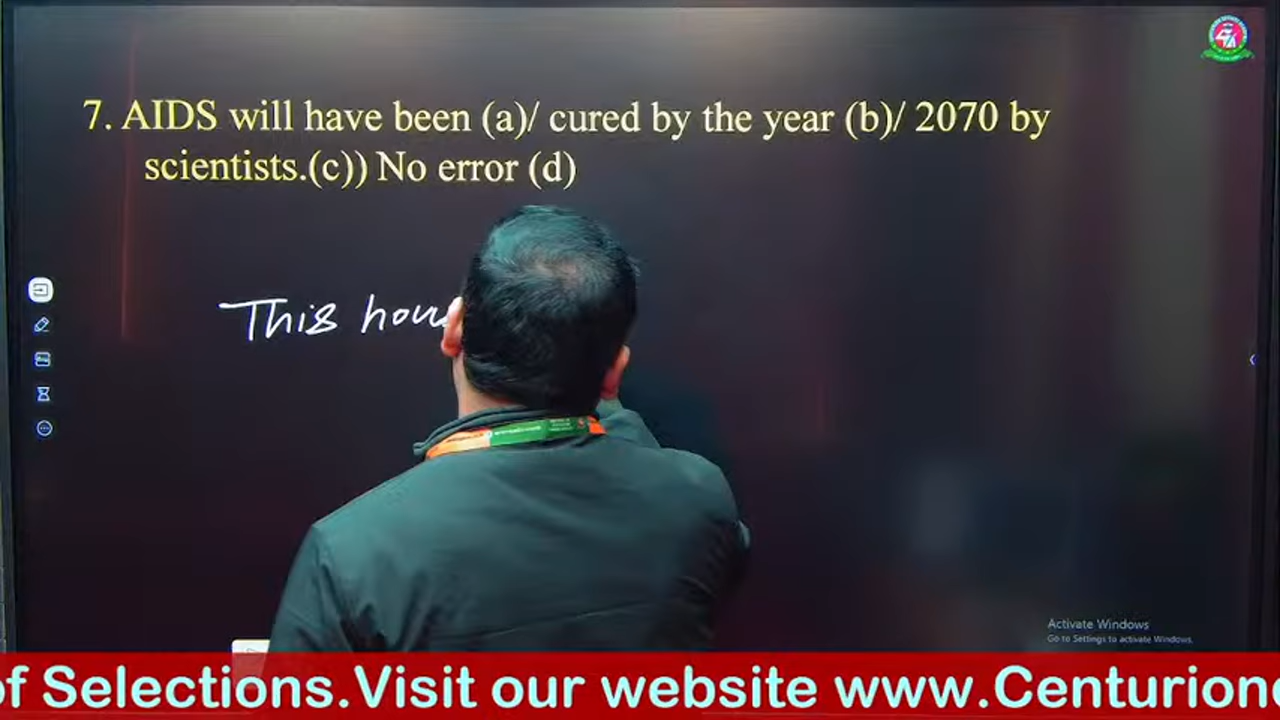 7. AIDS will have been (a)/ cured by the year (b)/ 2070 by
scientists.(c)) No error (d)
This
Activate Windows
Go to Settings to activate Windows.
of Selections.Visit our website www.Centurion